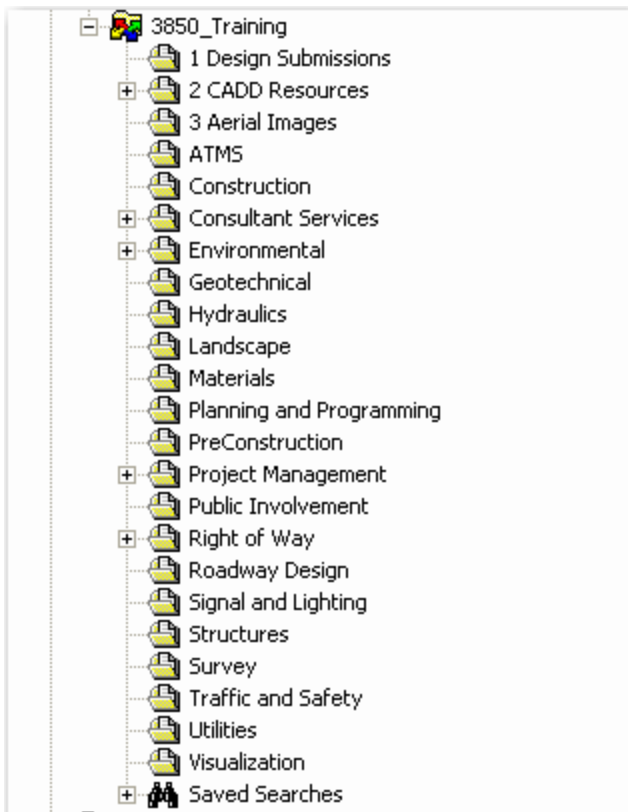 3850_Training
1 Design Submissions
2 CADD Resources
3 Aerial Images
ATMS
Construction
Consultant Services
Environmental
Geotechnical
Hydraulics
Landscape
Materials
Planning and Programming
PreConstruction
Project Management
Public Involvement
Right of Way
Roadway Design
Signal and Lighting
Structures
Survey
Traffic and Safety
Utilities
Visualization
Saved Searches